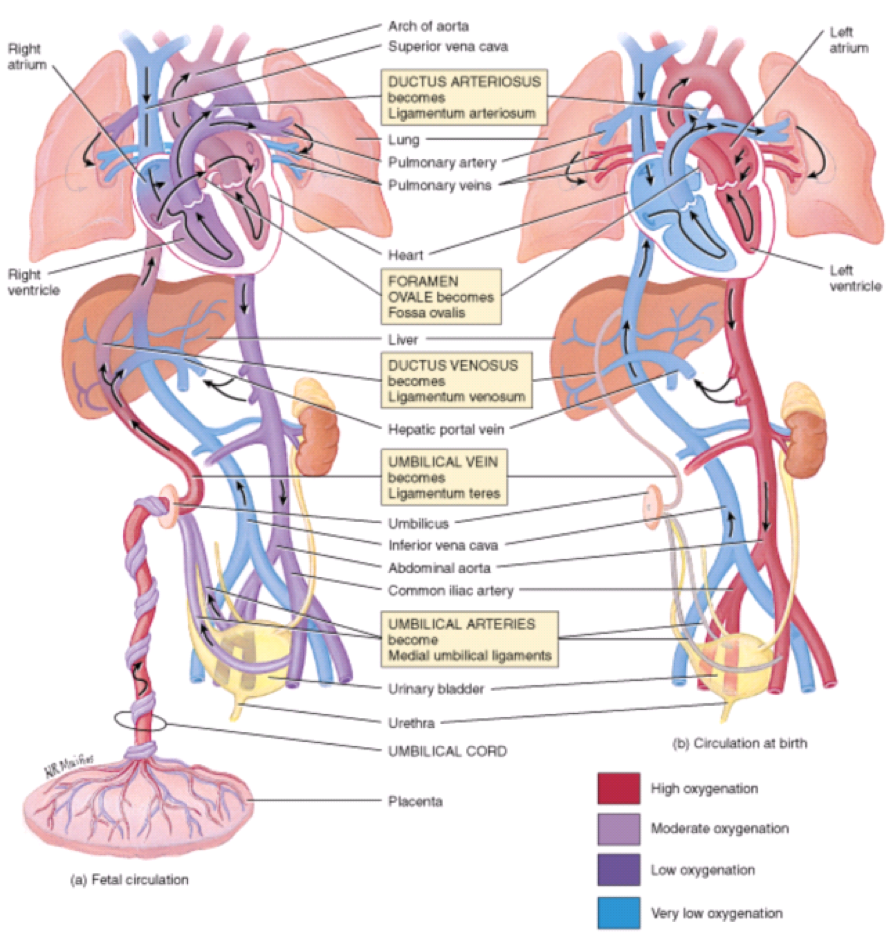 Right
atrium
Arch of aorta
Superior vena cava
Left
atrium
DUCTUS ARTERIOSUS
becomes
Ligamentum arteriosum
Lung
Pulmonary artery
Pulmonary veins
Heart
Right
ventricle
Left
ventricle
FORAMEN
OVALE becomes
Fossa ovalis
Liver
DUCTUS VENOSUS
becomes
Ligamentum venosum
Hepatic portal vein
UMBILICAL VEIN
becomes
Ligamentum teres
Umbilicus
Inferior vena cava
Abdominal aorta
Common iliac artery
UMBILICAL ARTERIES
become
Medial umbilical ligaments
Urinary bladder
Urethra
UMBILICAL CORD
Placenta
(a) Fetal circulation
(b) Circulation at birth
High oxygenation
Moderate oxygenation
Low oxygenation
Very low oxygenation